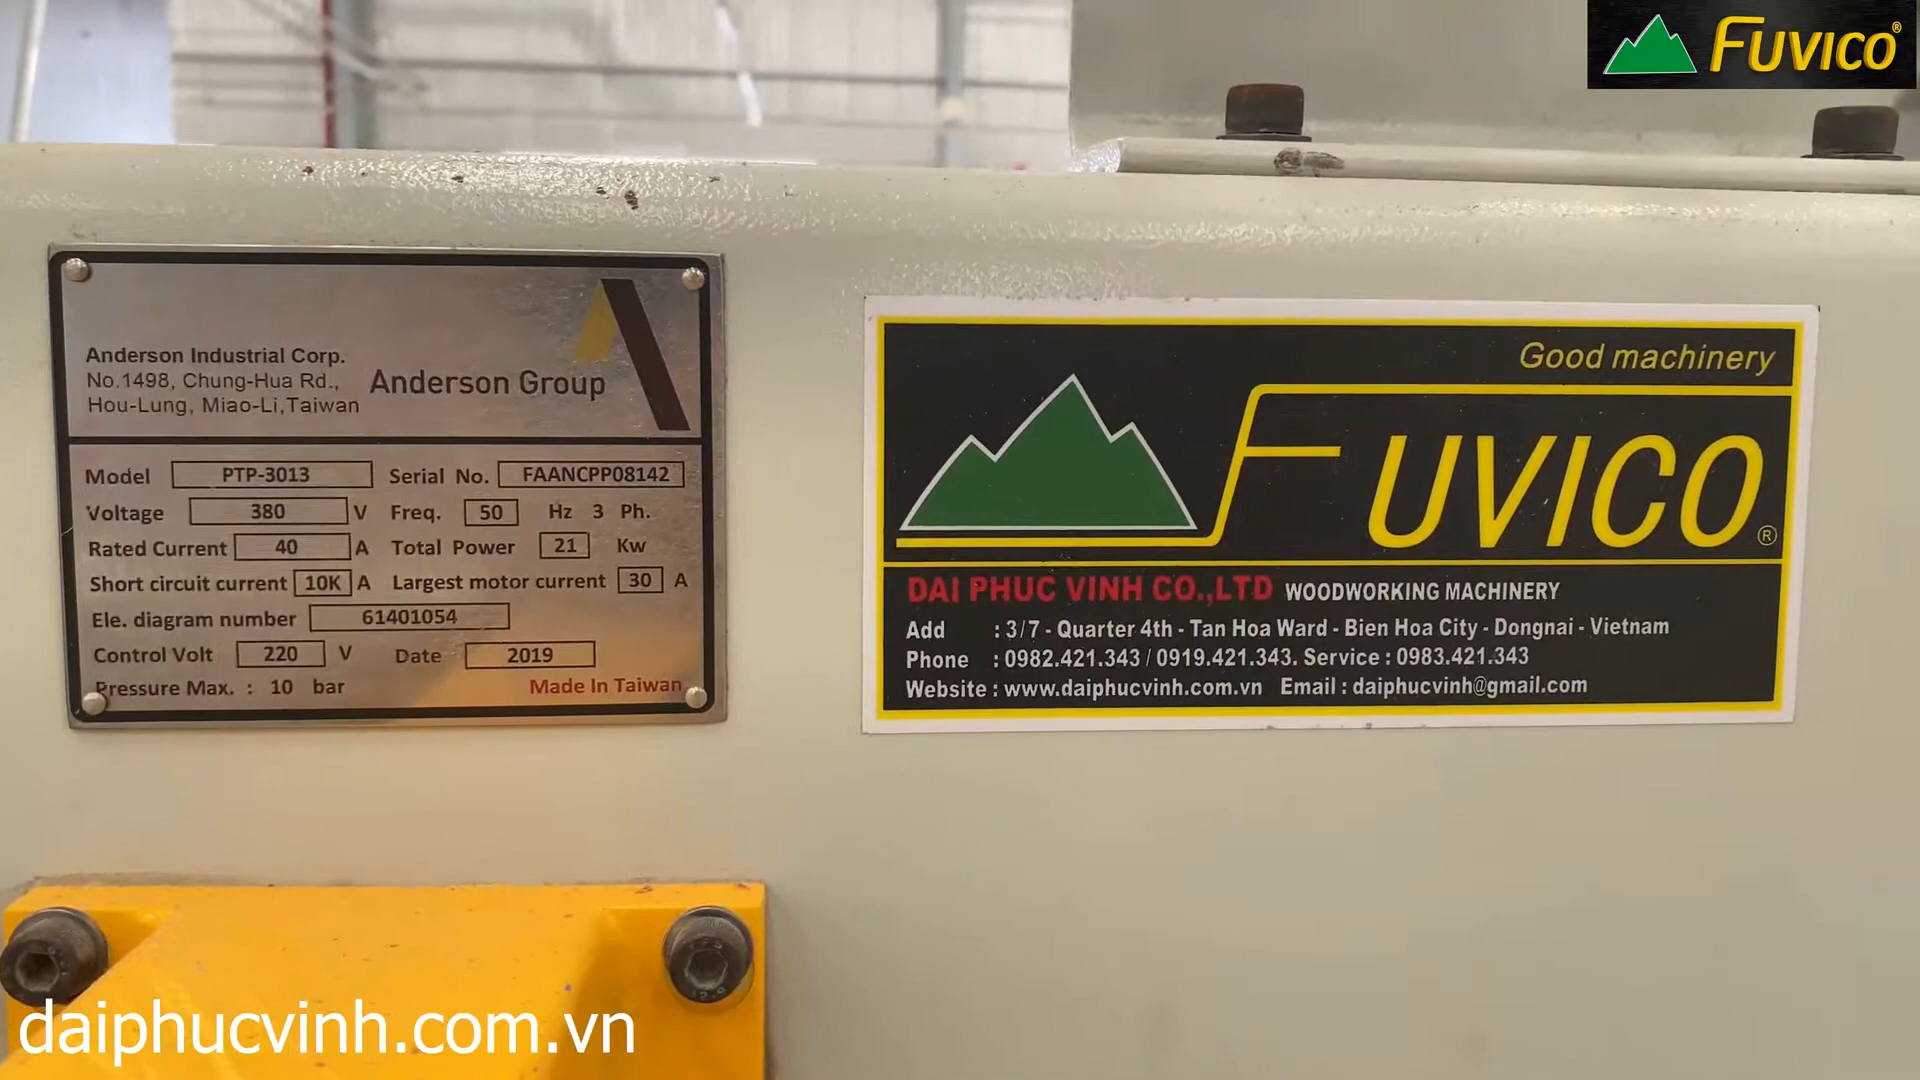 FUVICO®
Anderson Industrial Corp.
No.1498, Chung-Hua Rd.,
Hou-Lung, Miao-Li,Taiwan
Anderson Group
Model PTP-3013 Serial No. FAANCPP08142
Voltage 380 V Freq. 50 Hz 3 Ph.
Rated Current 40 A Total Power 21 Kw
Short circuit current 10K A Largest motor current 30 A
Ele. diagram number 61401054
Control Volt 220 V Date 2019
Pressure Max. : 10 bar Made In Taiwan
Good machinery
FUVICO®
DAI PHUC VINH CO.,LTD WOODWORKING MACHINERY
Add : 3/7 - Quarter 4th - Tan Hoa Ward - Bien Hoa City - Dongnai - Vietnam
Phone : 0982.421.343 / 0919.421.343. Service : 0983.421.343
Website : www.daiphucvinh.com.vn Email : daiphucvinh@gmail.com
daiphucvinh.com.vn